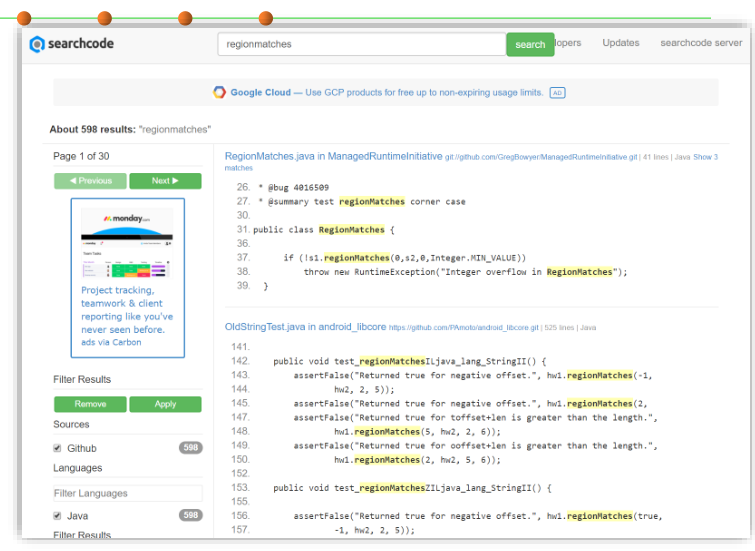 searchcode
regionmatches
search
lopers
Updates
searchcode server
Google Cloud — Use GCP products for free up to non-expiring usage limits. AD
About 598 results: "regionmatches"
Page 1 of 30
◄ Previous
Next ►
monday.com
Team Tasks
Project tracking,
teamwork & client
reporting like you've
never seen before.
ads via Carbon
Filter Results
Remove
Apply
Sources
Github
598
Languages
Filter Languages
Java
598
Filter Results
RegionMatches.java in ManagedRuntimeInitiative git://github.com/GregBowyer/ManagedRuntimeInitiative.git | 41 lines | Java Show 3
matches
26. * @bug 4016509
27. * @summary test regionMatches corner case
30.
31. public class RegionMatches {
36.
37. if (!s1.regionMatches(0,s2,0,Integer.MIN_VALUE))
38. throw new RuntimeException("Integer overflow in RegionMatches");
39. }
OldStringTest.java in android_libcore https://github.com/PAmoto/android_libcore.git | 525 lines | Java
141.
142. public void test_regionMatchesILjava_lang_StringII() {
143. assertFalse("Returned true for negative offset.", hw1.regionMatches(-1,
144. hw2, 2, 5));
145. assertFalse("Returned true for negative offset.", hw1.regionMatches(2,
147. assertFalse("Returned true for toffset+len is greater than the length.",
148. hw1.regionMatches(5, hw2, 2, 6));
149. assertFalse("Returned true for ooffset+len is greater than the length.",
150. hw1.regionMatches(2, hw2, 5, 6));
152.
153. public void test_regionMatchesZILjava_lang_StringII() {
155.
156. assertFalse("Returned true for negative offset.", hw1.regionMatches(true,
157. -1, hw2, 2, 5));